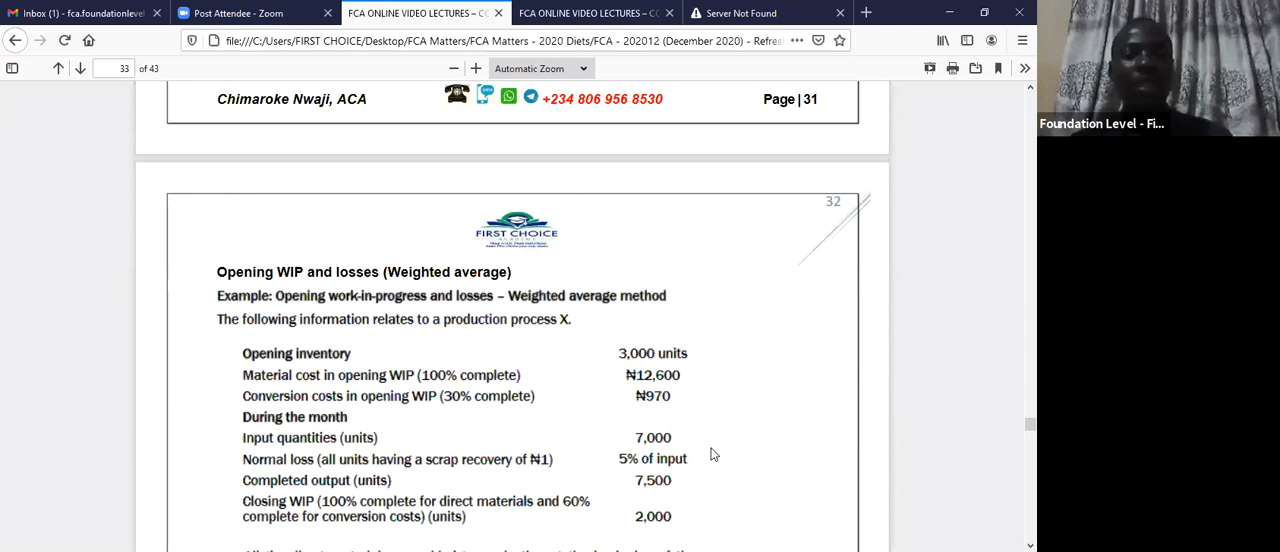 Inbox (1) - fca.foundationlevel
Post Attendee - Zoom
FCA ONLINE VIDEO LECTURES – CO
FCA ONLINE VIDEO LECTURES – CO
Server Not Found
file:///C:/Users/FIRST CHOICE/Desktop/FCA Matters/FCA Matters - 2020 Diets/FCA - 202012 (December 2020) - Refres
33 of 43
Automatic Zoom
Foundation Level - Fi...
Chimaroke Nwaji, ACA
+234 806 956 8530
Page | 31
32
FIRST CHOICE
Opening WIP and losses (Weighted average)
Example: Opening work-in-progress and losses – Weighted average method
The following information relates to a production process X.
Opening inventory 3,000 units
Material cost in opening WIP (100% complete) ₦12,600
Conversion costs in opening WIP (30% complete) ₦970
During the month
Input quantities (units) 7,000
Normal loss (all units having a scrap recovery of ₦1) 5% of input
Completed output (units) 7,500
Closing WIP (100% complete for direct materials and 60%
complete for conversion costs) (units) 2,000